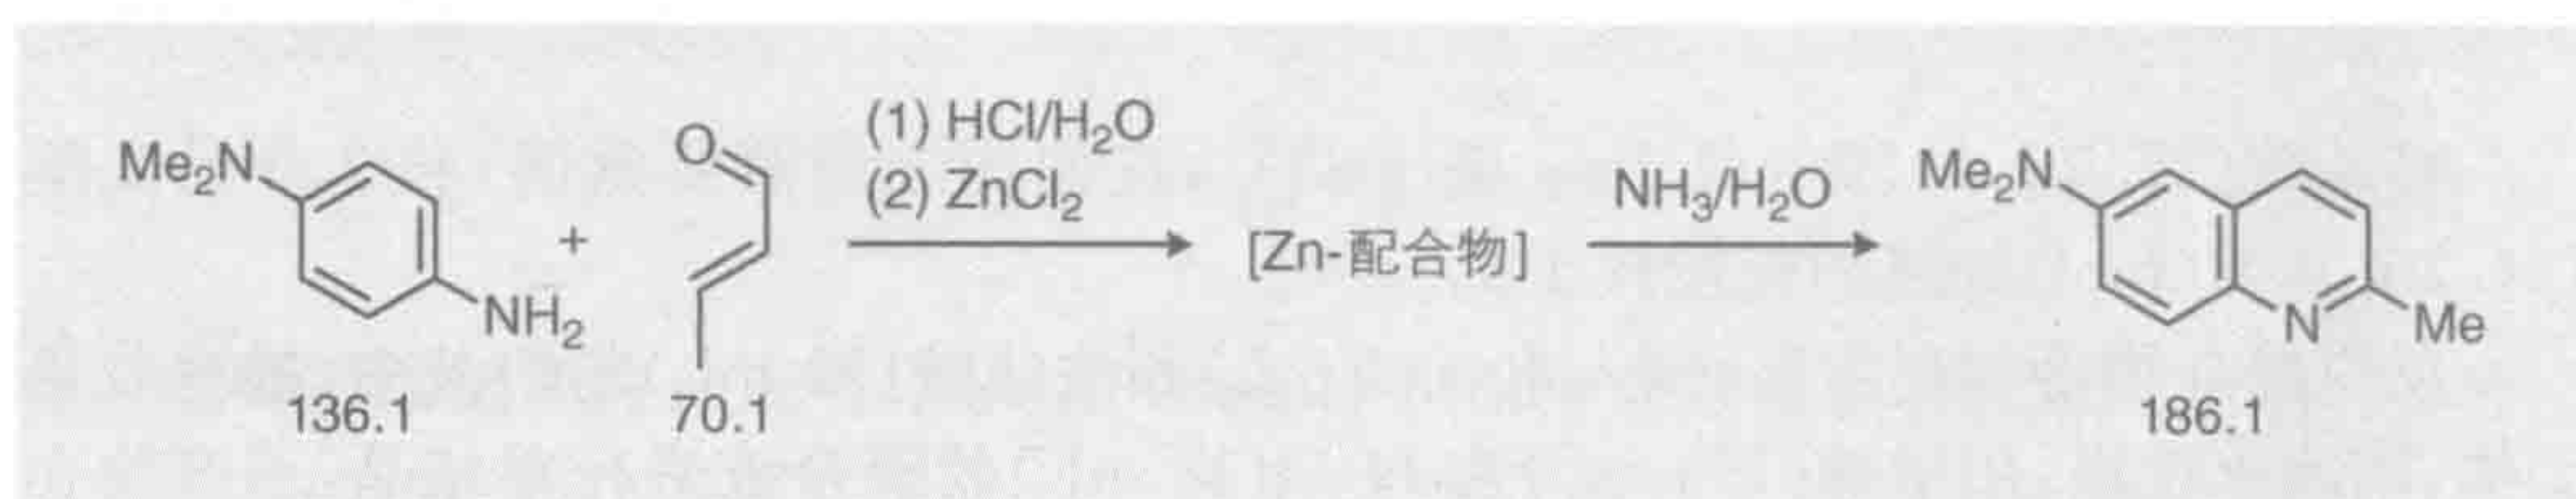 Me₂N
NH₂
136.1
+
O
70.1
(1) HCl/H₂O
(2) ZnCl₂
[Zn-配合物]
NH₃/H₂O
Me₂N
N
Me
186.1